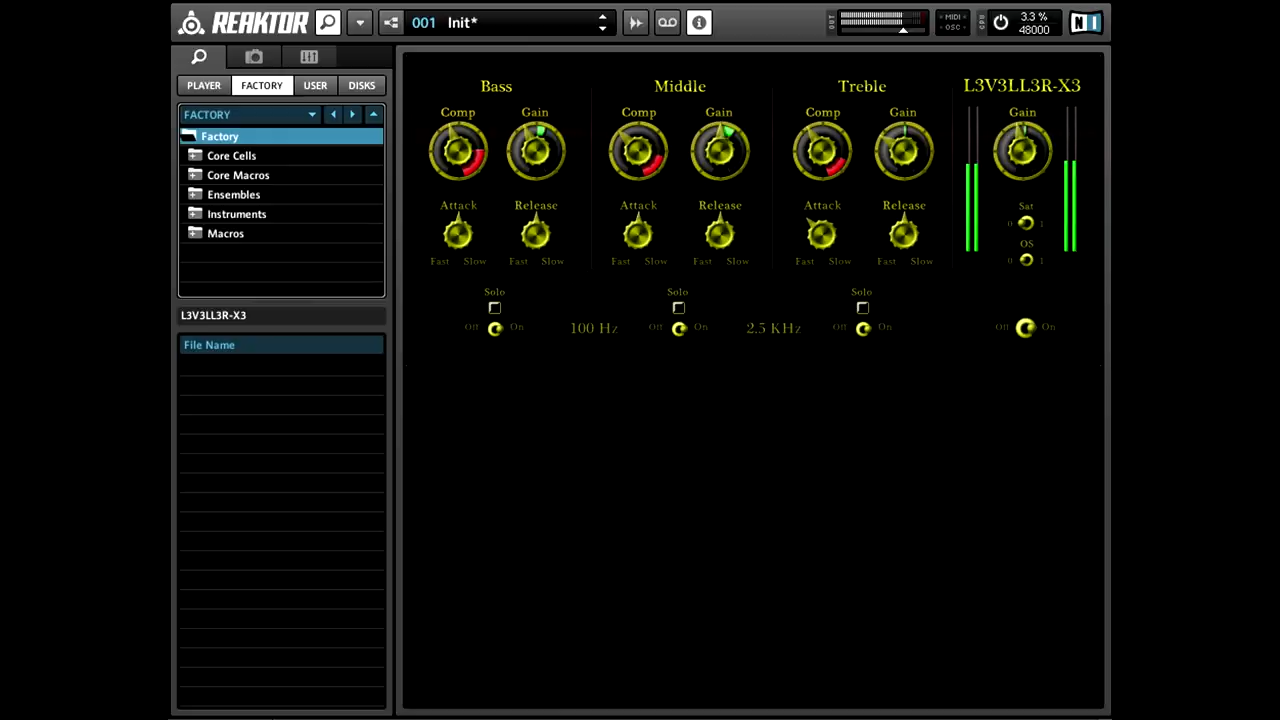 REAKTOR 001 Init* OUT MIDI OSC CPU 3.3 % 48000
PLAYER FACTORY USER DISKS
FACTORY
Factory
Core Cells
Core Macros
Ensembles
Instruments
Macros
L3V3LL3R-X3
File Name
Bass Middle Treble L3V3LL3R-X3
Comp Gain Comp Gain Comp Gain Gain
Attack Release Attack Release Attack Release Sat
0 1
OS
Fast Slow Fast Slow Fast Slow Fast Slow Fast Slow Fast Slow 0 1
Solo Solo Solo
Off On 100 Hz Off On 2.5 KHz Off On Off On